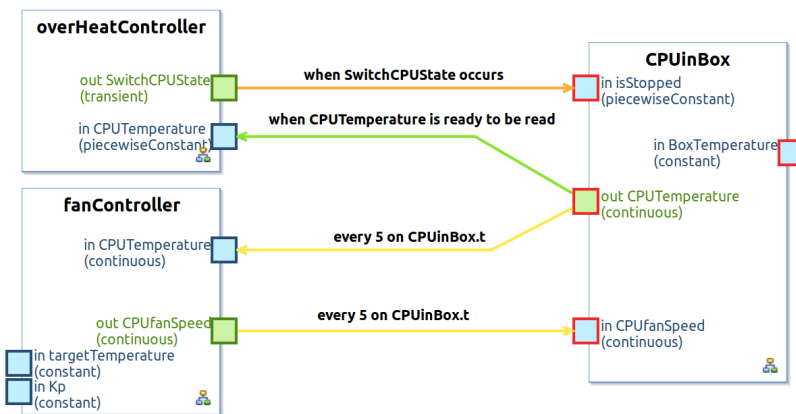 overHeatController
out SwitchCPUState
(transient)
in CPUTemperature
(piecewiseConstant)
when SwitchCPUState occurs
when CPUTemperature is ready to be read
CPUinBox
in isStopped
(piecewiseConstant)
in BoxTemperature
(constant)
out CPUTemperature
(continuous)
in CPUfanSpeed
(continuous)
fanController
in CPUTemperature
(continuous)
every 5 on CPUinBox.t
out CPUfanSpeed
(continuous)
every 5 on CPUinBox.t
in targetTemperature
(constant)
in Kp
(constant)